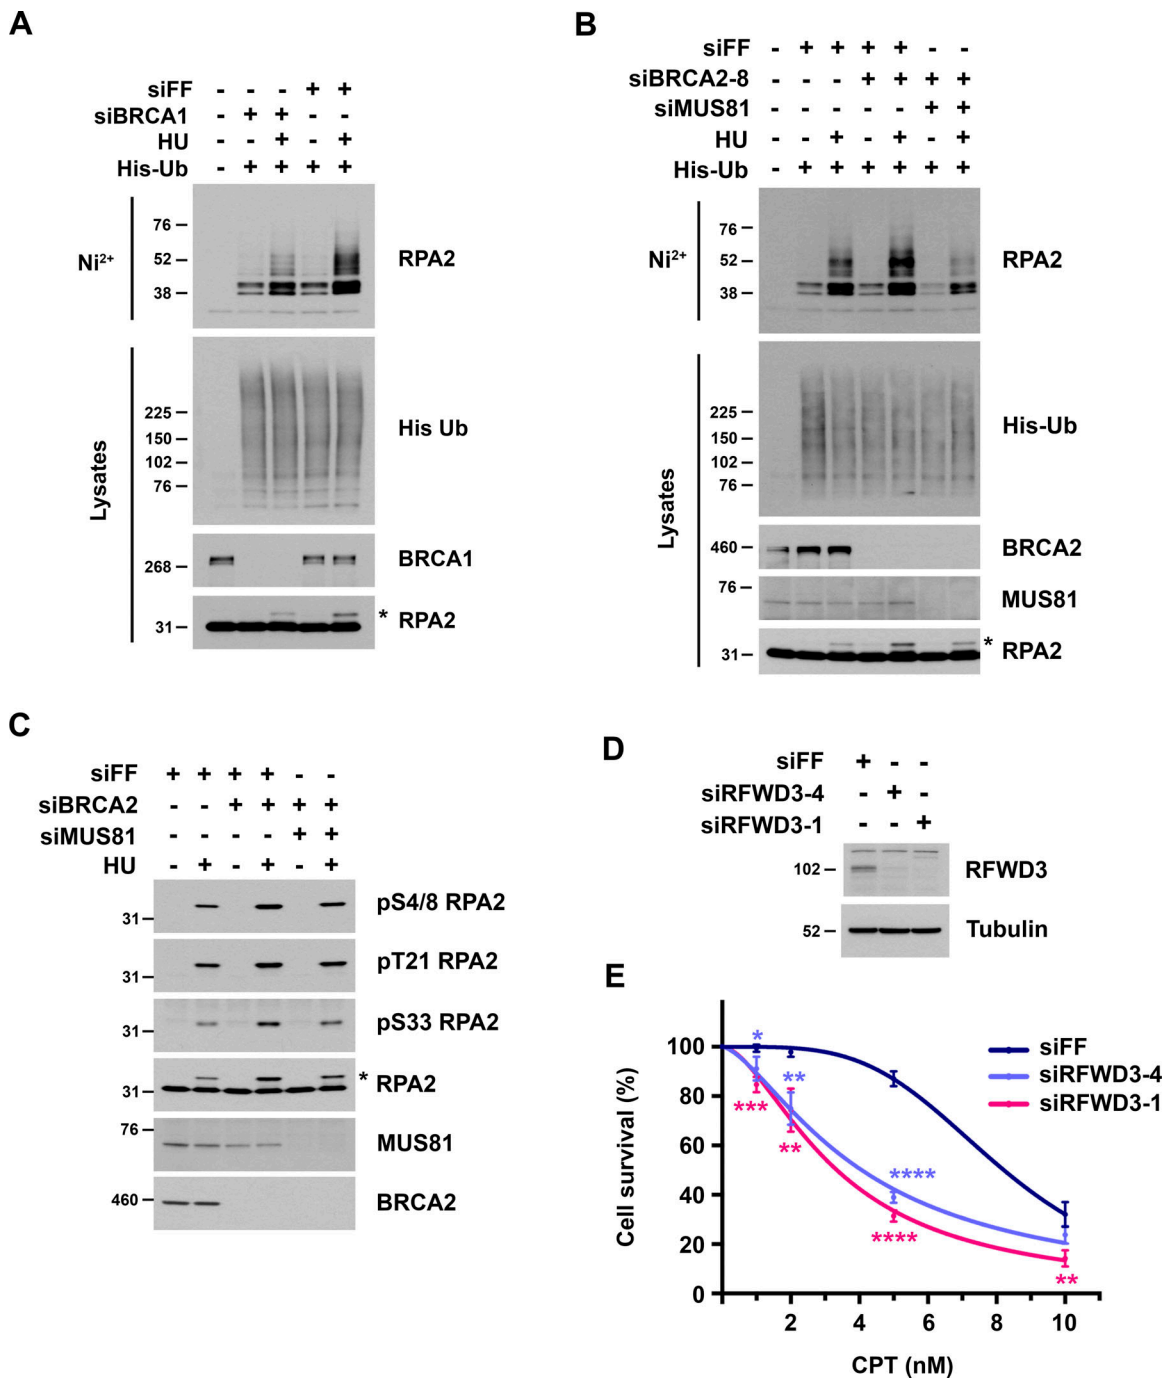 A
siFF - - - + +
siBRCA1 - + + - -
HU - - + - +
His-Ub - + + + +
Ni²⁺
76
52
38
RPA2
Lysates
225
150
102
76
His Ub
268
BRCA1
31
* RPA2
B
siFF - + + + + - -
siBRCA2-8 - - - + + + +
siMUS81 - - - - - + +
HU - - + - + - +
His-Ub - + + + + + +
Ni²⁺
76
52
38
RPA2
Lysates
225
150
102
76
His-Ub
460
BRCA2
76
MUS81
31
* RPA2
C
siFF + + + + - -
siBRCA2 - - + + + +
siMUS81 - - - - + +
HU - + - + - +
31
pS4/8 RPA2
31
pT21 RPA2
31
pS33 RPA2
31
* RPA2
76
MUS81
460
BRCA2
D
siFF + - -
siRFWD3-4 - + -
siRFWD3-1 - - +
102
RFWD3
52
Tubulin
E
Cell survival (%)
100
80
60
40
20
0
*
**
***
**
****
****
**
siFF
siRFWD3-4
siRFWD3-1
2 4 6 8 10
CPT (nM)